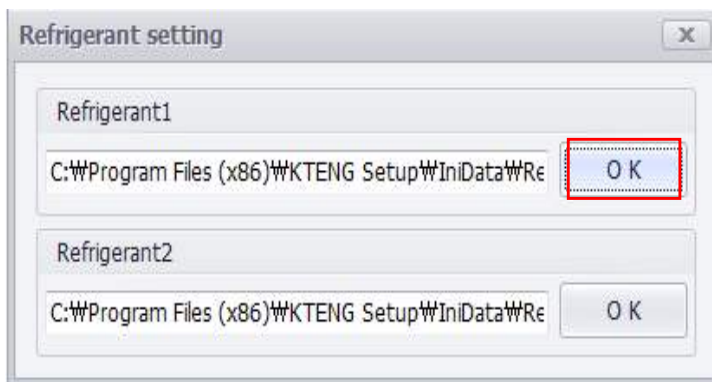 Refrigerant setting
x
Refrigerant1
C:₩Program Files (x86)₩KTENG Setup₩IniData₩Re
O K
Refrigerant2
C:₩Program Files (x86)₩KTENG Setup₩IniData₩Re
O K